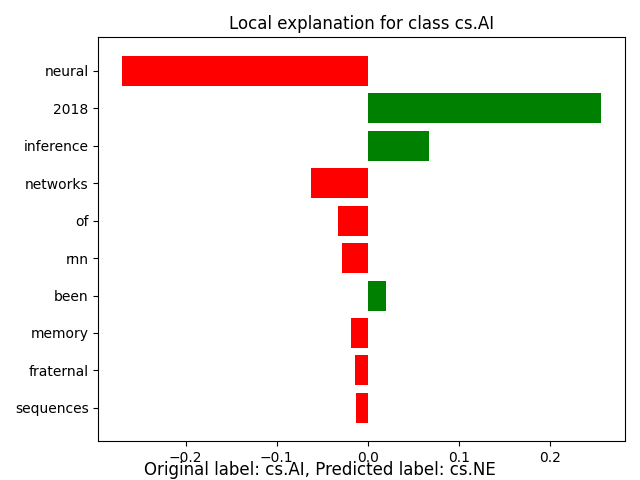 Local explanation for class cs.AI
neural
2018
inference
networks
of
rnn
been
memory
fraternal
sequences
−0.2 −0.1 0.0 0.1 0.2
Original label: cs.AI, Predicted label: cs.NE